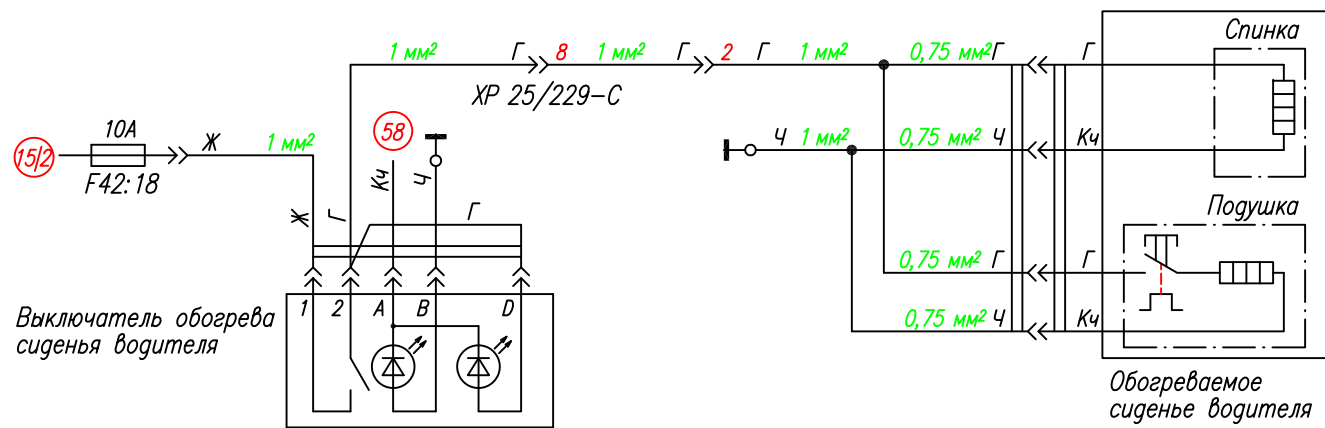 Спинка
1 мм² Г 8 1 мм² Г 2 Г 1 мм² 0,75 мм² Г Г
ХР 25/229-С
10А 58
15/2 Ж 1 мм² Ч 1 мм² 0,75 мм² Ч Кч
F42:18
Кч Ч
Подушка
Ж Г Г
0,75 мм² Г Г
1 2 А В D
0,75 мм² Ч Кч
Выключатель обогрева
сиденья водителя
Обогреваемое
сиденье водителя